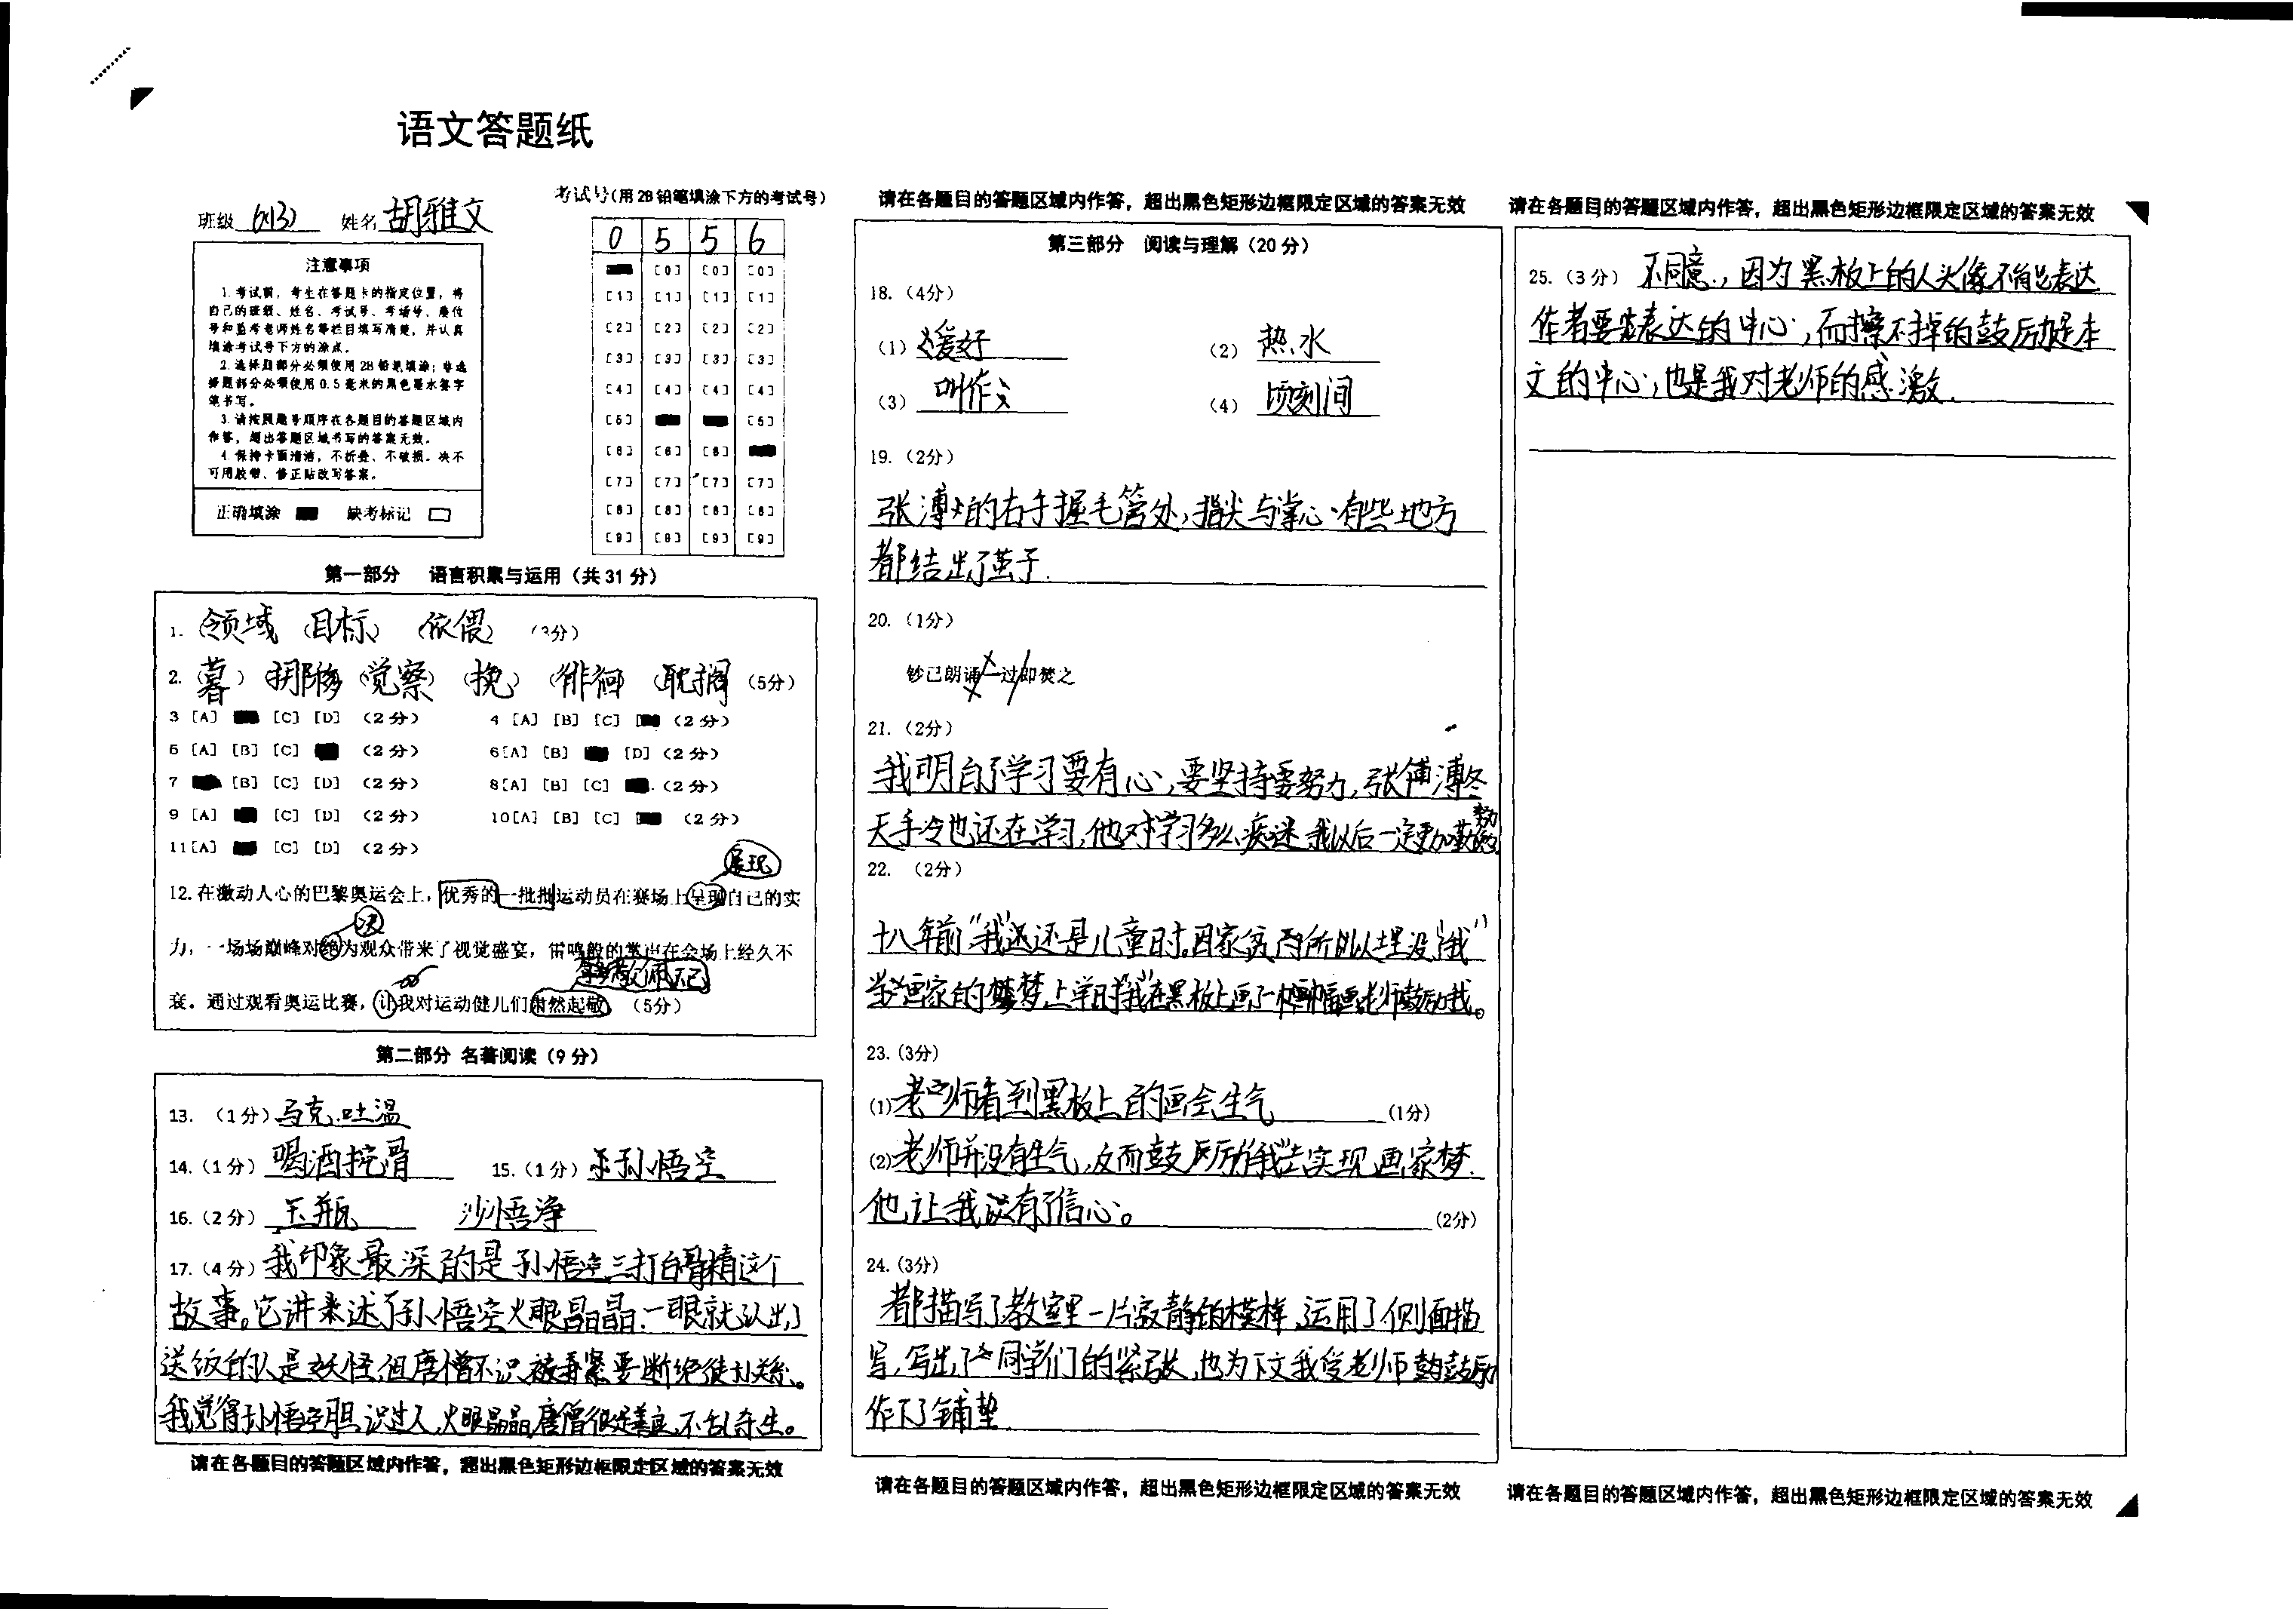 语文答题纸
班级 6(13) 姓名 胡雅文
考试号(用2B铅笔填涂下方的考试号)
0 5 5 6
[0] [0] [0]
[1] [1] [1] [1]
[2] [2] [2] [2]
[3] [3] [3] [3]
[4] [4] [4] [4]
[5] [5]
[6] [6] [6]
[7] [7] [7] [7]
[8] [8] [8] [8]
[9] [9] [9] [9]
注意事项
1.考试前,考生在答题卡的指定位置,将
自己的班级、姓名、考试号、考场号、座位
号和监考老师姓名等栏目填写清楚,并认真
填涂考试号下方的涂点。
2.选择题部分必须使用2B铅笔填涂;非选
择题部分必须使用0.5毫米的黑色墨水签字
笔书写。
3.请按照题号顺序在各题目的答题区域内
作答,超出答题区域书写的答案无效。
4.保持卡面清洁,不折叠、不破损。决不
可用胶带、修正贴改写答案。
正确填涂 缺考标记
第一部分 语言积累与运用(共31分)
1. 领域 (目标) (依偎) (3分)
2. (暮) 挪移 (觉察) (挽) (徘徊 (耽搁 (5分)
3 [A] [C] [D] (2分) 4 [A] [B] [C] (2分)
5 [A] [B] [C] (2分) 6[A] [B] [D] (2分)
7 [B] [C] [D] (2分) 8[A] [B] [C] (2分)
9 [A] [C] [D] (2分) 10[A] [B] [C] (2分)
11[A] [C] [D] (2分)
展现
12.在激动人心的巴黎奥运会上,优秀的一批批运动员在赛场上呈现自己的实
决
力,一场场巅峰对绝为观众带来了视觉盛宴,雷鸣般的掌声在会场上经久不
敬佩不已
衰。通过观看奥运比赛,让我对运动健儿们肃然起敬 (5分)
第二部分 名著阅读(9分)
13. (1分) 马克.吐温
14. (1分) 喝酒挖骨 15. (1分) 孙悟空
16. (2分) 玉瓶 沙悟净
17. (4分) 我印象最深的是孙悟空三打白骨精这个
故事。它讲述了孙悟空火眼晶晶.一眼就认出了
送饭的人是妖怪,但唐僧不识,要断绝徒弟关系。
我觉得孙悟空胆识过人,火眼晶晶,唐僧很是善良,不乱杀生。
请在各题目的答题区域内作答,超出黑色矩形边框限定区域的答案无效
请在各题目的答题区域内作答,超出黑色矩形边框限定区域的答案无效
第三部分 阅读与理解(20分)
18. (4分)
(1) 爱好 (2) 热水
(3) 叫作 (4) 顷刻间
19. (2分)
张溥的右手握毛管处,指尖与掌心有些地方
都结出了茧子.
20. (1分)
钞已朗诵一过即焚之
21. (2分)
我明白了学习要有心,要坚持要努力,张溥冬
天手冷也还在学习,他对学习多么痴迷.我以后一定更加勤
22. (2分)
十八年前“我”还是儿童时.因家贫所以埋没“我”
当画家的梦.上学时“我”在黑板上画了一幅画老师鼓励我。
23. (3分)
(1)老师看到黑板上的画会生气 (1分)
(2)老师并没有生气,反而鼓励“我”去实现画家梦.
他让我有了信心。 (2分)
24. (3分)
都描写了教室里一片寂静的模样,运用了侧面描
写,写出了同学们的紧张,也为下文我受老师鼓励
作下了铺垫
请在各题目的答题区域内作答,超出黑色矩形边框限定区域的答案无效
请在各题目的答题区域内作答,超出黑色矩形边框限定区域的答案无效
25. (3分) 不同意.,因为黑板上的人头像不能表达
作者要表达的中心,而擦不掉的鼓励是本
文的中心,也是我对老师的感激.
请在各题目的答题区域内作答,超出黑色矩形边框限定区域的答案无效